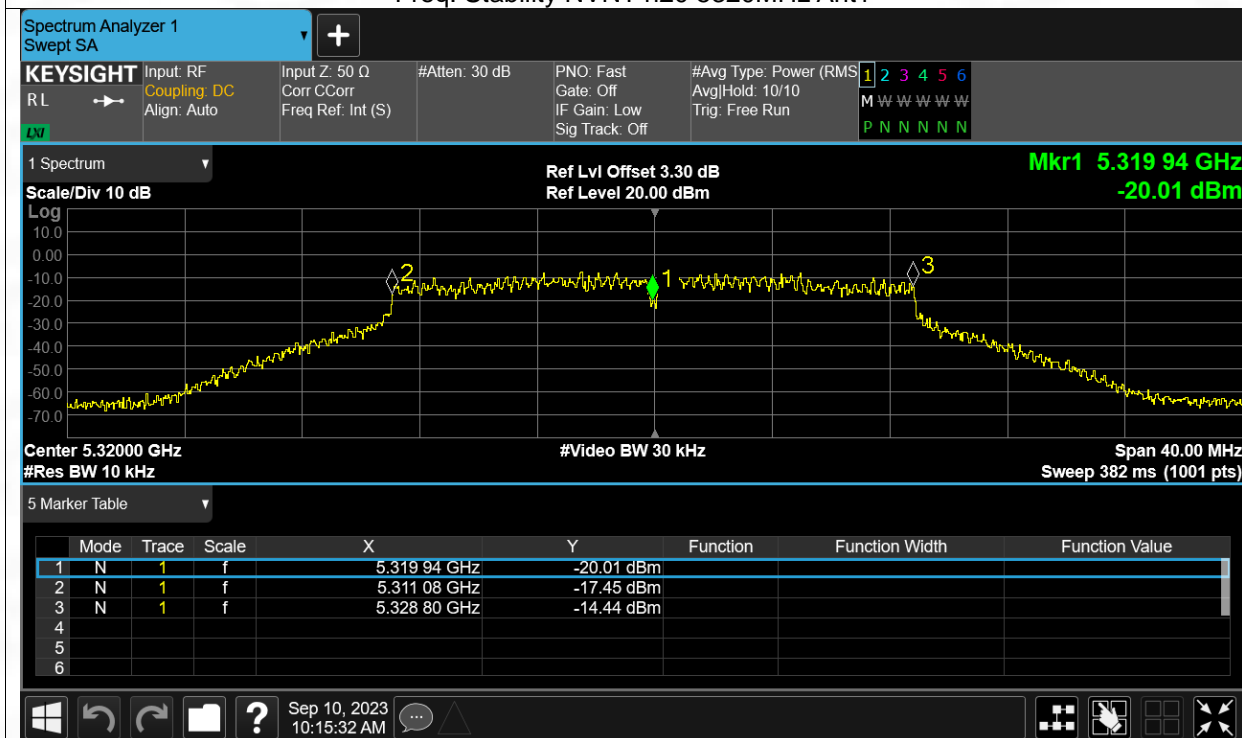 Spectrum Analyzer 1
Swept SA
+
KEYSIGHT Input: RF Input Z: 50 Ω #Atten: 30 dB PNO: Fast #Avg Type: Power (RMS 1 2 3 4 5 6
RL Coupling: DC Corr CCorr Gate: Off Avg|Hold: 10/10 M W W W W W
Align: Auto Freq Ref: Int (S) IF Gain: Low Trig: Free Run
LXI Sig Track: Off P N N N N N
1 Spectrum Ref Lvl Offset 3.30 dB Mkr1 5.319 94 GHz
Scale/Div 10 dB Ref Level 20.00 dBm -20.01 dBm
Log
10.0
0.00
-10.0
-20.0
-30.0
-40.0
-50.0
-60.0
-70.0
2
1
3
Center 5.32000 GHz #Video BW 30 kHz Span 40.00 MHz
#Res BW 10 kHz Sweep 382 ms (1001 pts)
5 Marker Table
Mode Trace Scale X Y Function Function Width Function Value
1 N 1 f 5.319 94 GHz -20.01 dBm
2 N 1 f 5.311 08 GHz -17.45 dBm
3 N 1 f 5.328 80 GHz -14.44 dBm
4
5
6
? Sep 10, 2023
10:15:32 AM